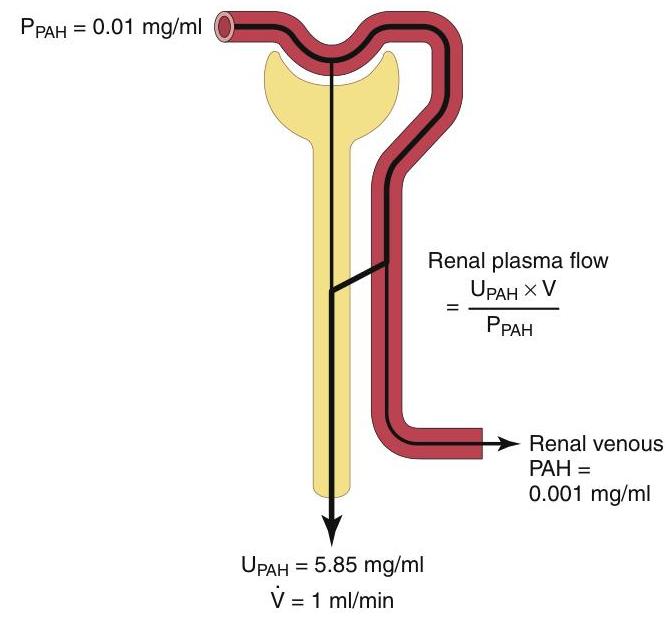 PPAH = 0.01 mg/ml
Renal plasma flow
= UPAH × V
PPAH
Renal venous
PAH =
0.001 mg/ml
UPAH = 5.85 mg/ml
V̇ = 1 ml/min